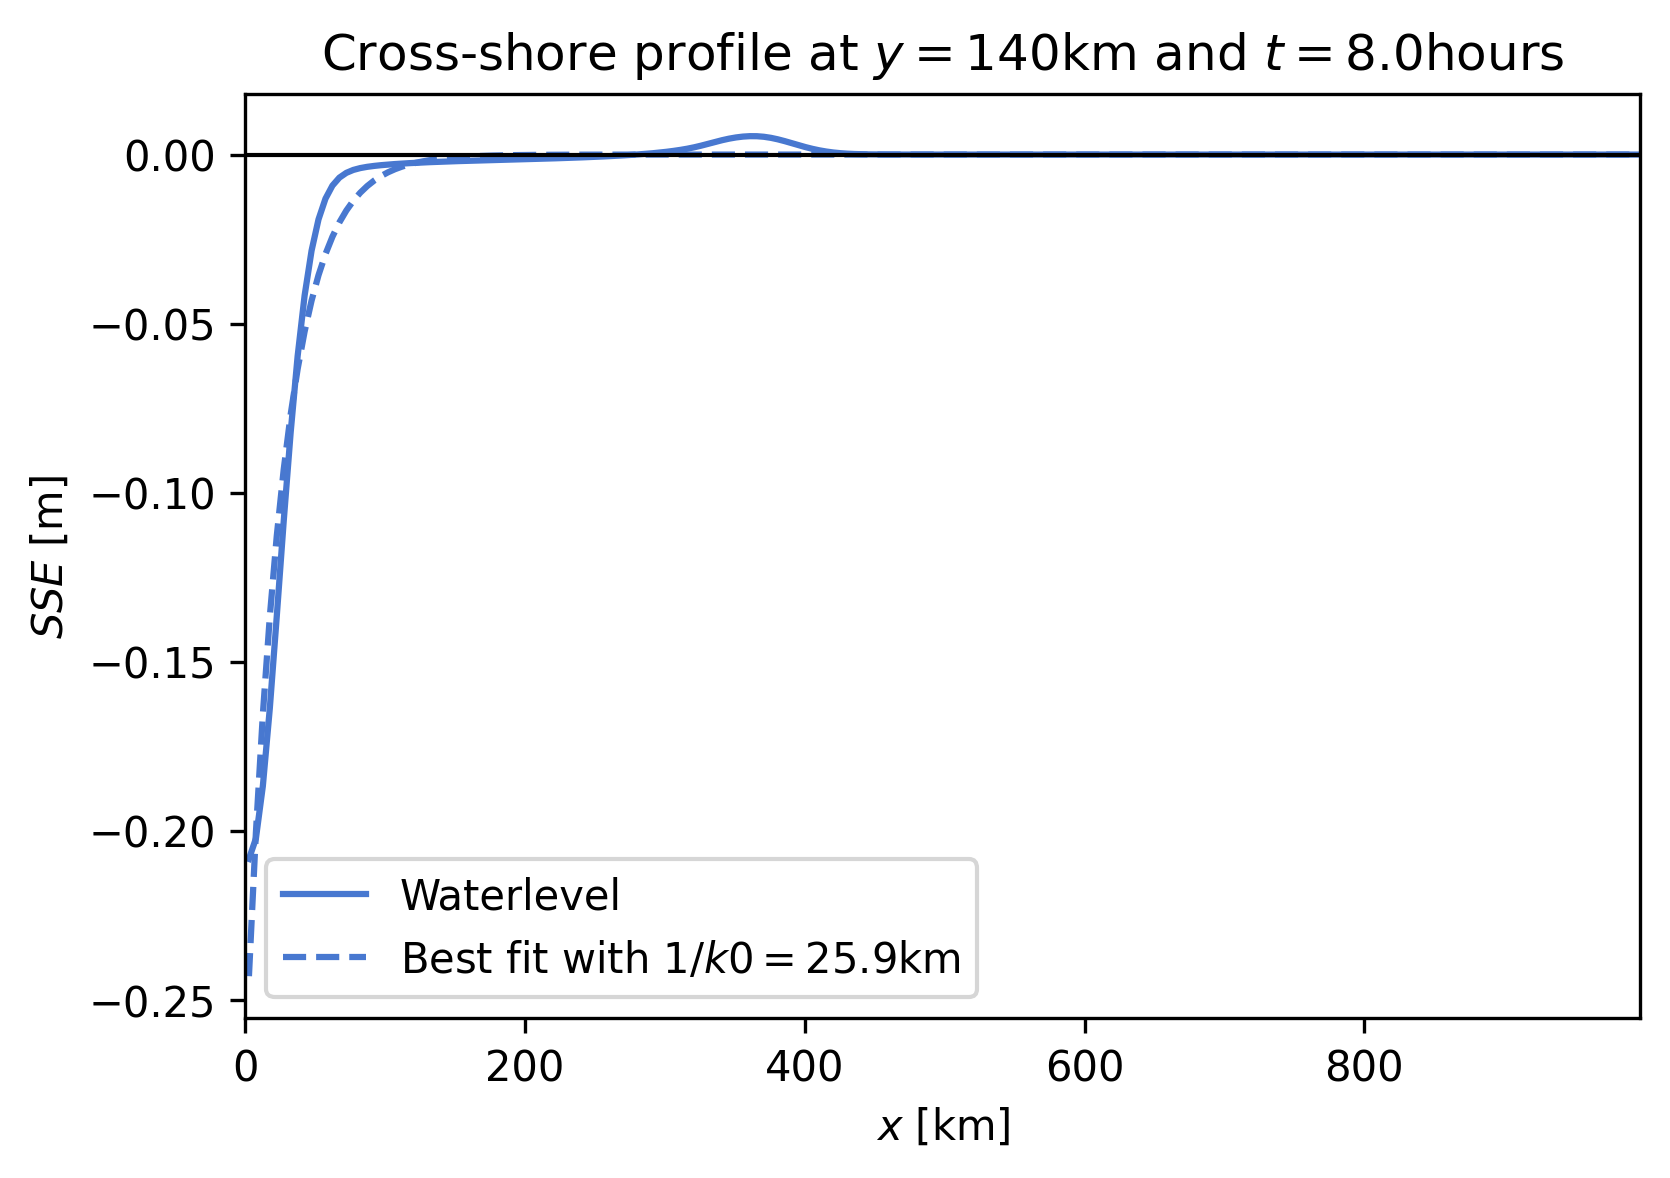 Cross-shore profile at y = 140km and t = 8.0hours
0.00
−0.05
−0.10
−0.15
−0.20
−0.25
SSE [m]
Waterlevel
Best fit with 1/k0 = 25.9km
0 200 400 600 800
x [km]